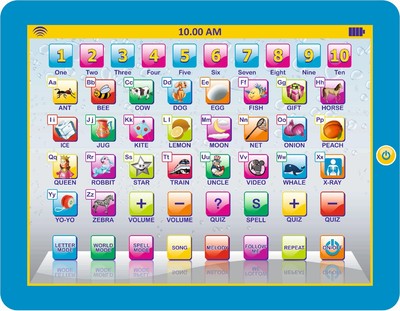 10.00 AM
1 2 3 4 5 6 7 8 9 10
One Two Three Four Five Six Seven Eight Nine Ten
Aa Bb Cc Dd Ee Ff Gg Hh
ANT BEE COW DOG EGG FISH GIFT HORSE
Ii Jj Kk Ll Mm Nn Oo Pp
ICE JUG KITE LEMON MOON NET ONION PEACH
Qq Rr Ss Tt Uu Vv Ww Xx
QUEEN ROBBIT STAR TRAIN UNCLE VIDEO WHALE X-RAY
Yy Zz + − ? S + −
YO-YO ZEBRA VOLUME VOLUME QUIZ SPELL QUIZ QUIZ
LETTER MODE WORLD MODE SPELL MODE SONG MELODY FOLLOW REPEAT ON/OFF